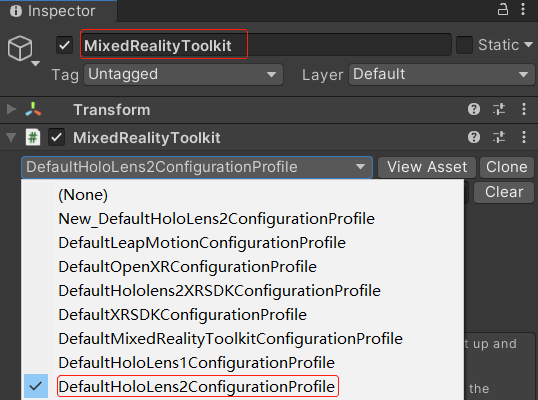 Inspector
MixedRealityToolkit
Static
Tag Untagged Layer Default
Transform
MixedRealityToolkit
DefaultHoloLens2ConfigurationProfile View Asset Clone
(None) Clear
New_DefaultHoloLens2ConfigurationProfile
DefaultLeapMotionConfigurationProfile
DefaultOpenXRConfigurationProfile
DefaultHololens2XRSDKConfigurationProfile
DefaultXRSDKConfigurationProfile
DefaultMixedRealityToolkitConfigurationProfile
t up and
DefaultHoloLens1ConfigurationProfile
DefaultHoloLens2ConfigurationProfile
the